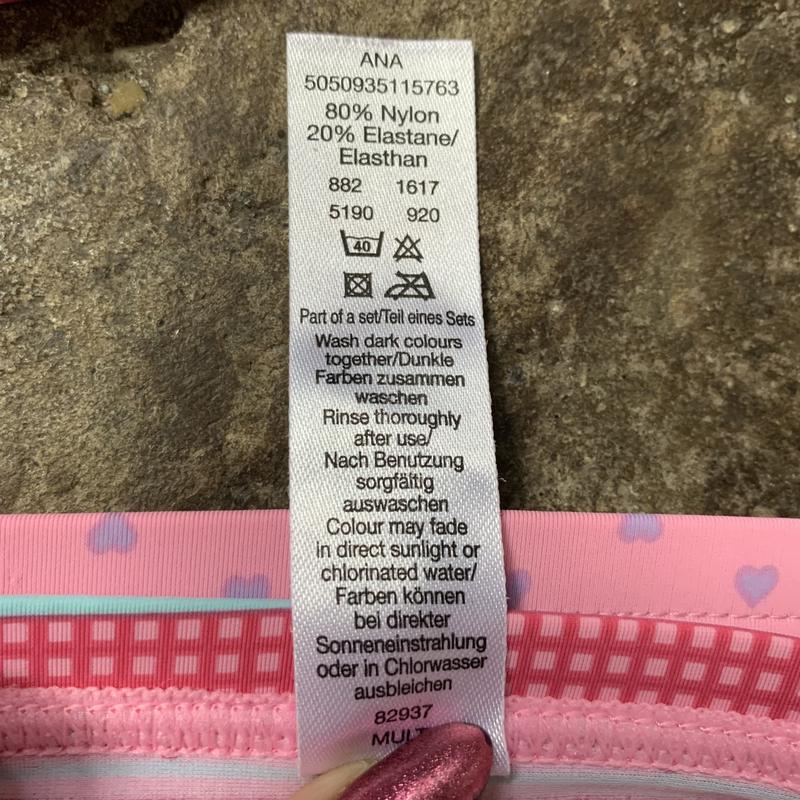 ANA
5050935115763
80% Nylon
20% Elastane/
Elasthan
882 1617
5190 920
40
Part of a set/Teil eines Sets
Wash dark colours
together/Dunkle
Farben zusammen
waschen
Rinse thoroughly
after use/
Nach Benutzung
sorgfältig
auswaschen
Colour may fade
in direct sunlight or
chlorinated water/
Farben können
bei direkter
Sonneneinstrahlung
oder in Chlorwasser
ausbleichen
82937